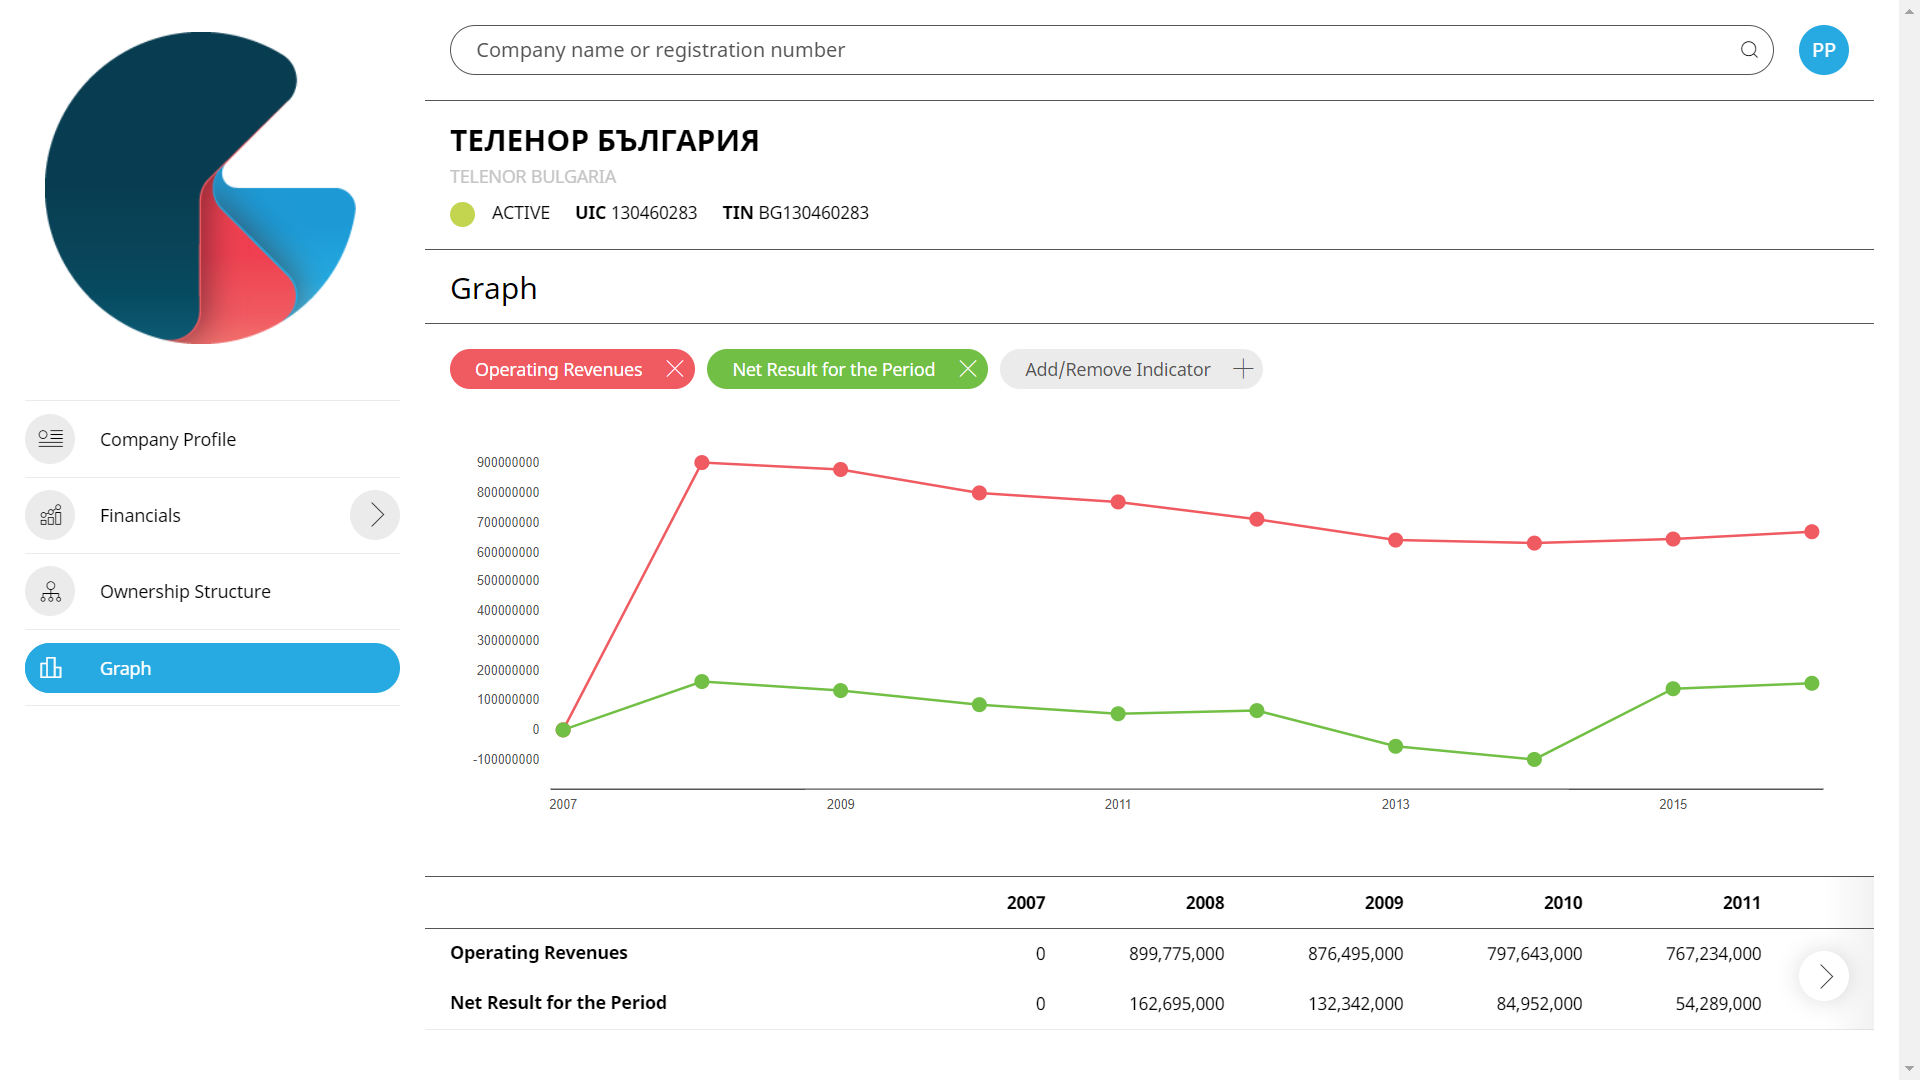 Company name or registration number
PP
ТЕЛЕНОР БЪЛГАРИЯ
TELENOR BULGARIA
ACTIVE UIC 130460283 TIN BG130460283
Graph
Operating Revenues Net Result for the Period Add/Remove Indicator
Company Profile
Financials
Ownership Structure
Graph
900000000
800000000
700000000
600000000
500000000
400000000
300000000
200000000
100000000
0
-100000000
2007 2009 2011 2013 2015
2007 2008 2009 2010 2011
Operating Revenues 0 899,775,000 876,495,000 797,643,000 767,234,000
Net Result for the Period 0 162,695,000 132,342,000 84,952,000 54,289,000